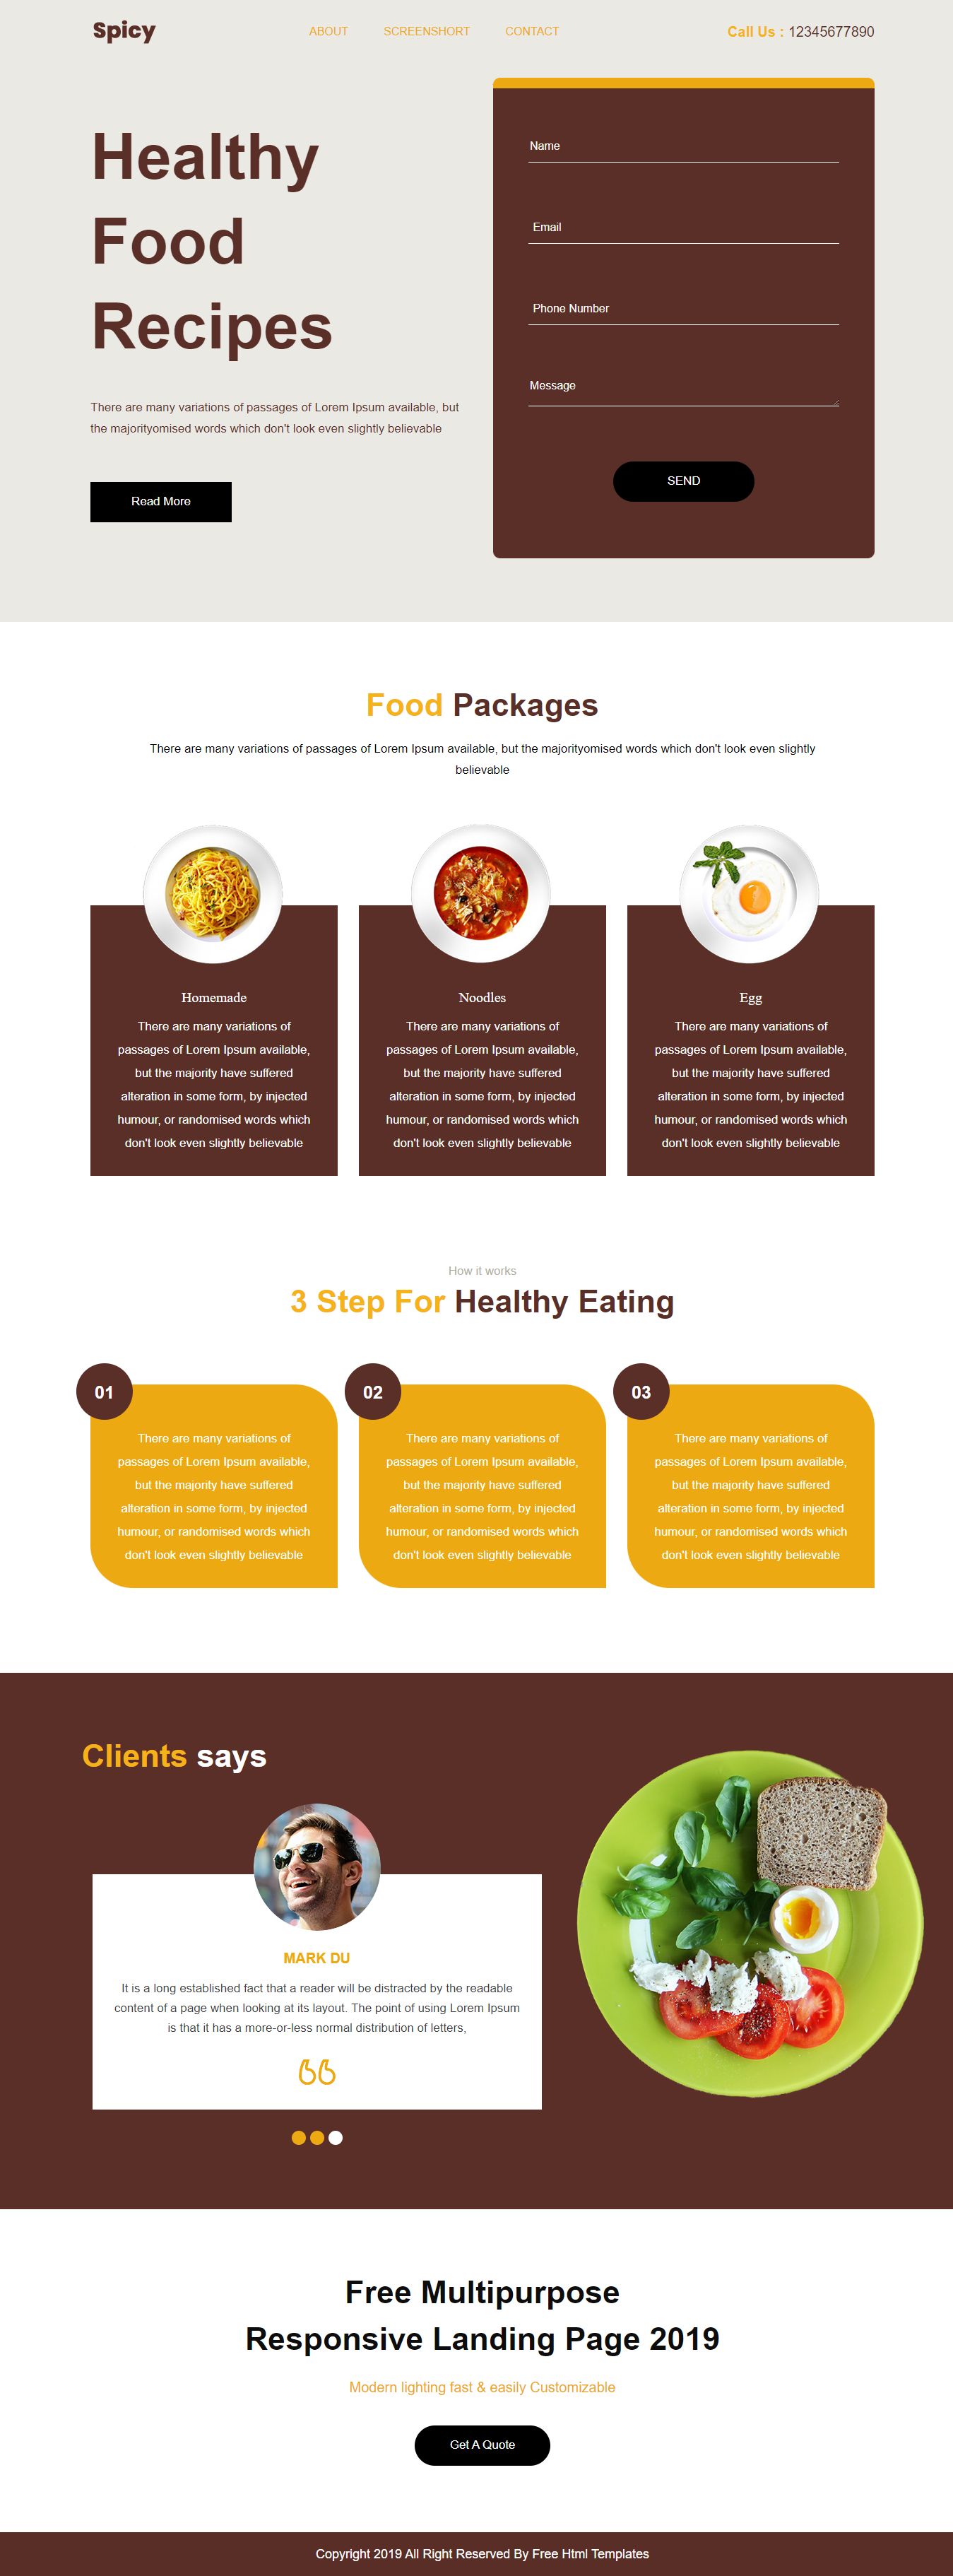 Spicy
ABOUT
SCREENSHORT
CONTACT
Call Us : 12345677890
Healthy
Food
Recipes
There are many variations of passages of Lorem Ipsum available, but
the majorityomised words which don't look even slightly believable
Read More
Name
Email
Phone Number
Message
SEND
Food Packages
There are many variations of passages of Lorem Ipsum available, but the majorityomised words which don't look even slightly
believable
Homemade
There are many variations of
passages of Lorem Ipsum available,
but the majority have suffered
alteration in some form, by injected
humour, or randomised words which
don't look even slightly believable
Noodles
There are many variations of
passages of Lorem Ipsum available,
but the majority have suffered
alteration in some form, by injected
humour, or randomised words which
don't look even slightly believable
Egg
There are many variations of
passages of Lorem Ipsum available,
but the majority have suffered
alteration in some form, by injected
humour, or randomised words which
don't look even slightly believable
How it works
3 Step For Healthy Eating
01
There are many variations of
passages of Lorem Ipsum available,
but the majority have suffered
alteration in some form, by injected
humour, or randomised words which
don't look even slightly believable
02
There are many variations of
passages of Lorem Ipsum available,
but the majority have suffered
alteration in some form, by injected
humour, or randomised words which
don't look even slightly believable
03
There are many variations of
passages of Lorem Ipsum available,
but the majority have suffered
alteration in some form, by injected
humour, or randomised words which
don't look even slightly believable
Clients says
MARK DU
It is a long established fact that a reader will be distracted by the readable
content of a page when looking at its layout. The point of using Lorem Ipsum
is that it has a more-or-less normal distribution of letters,
Free Multipurpose
Responsive Landing Page 2019
Modern lighting fast & easily Customizable
Get A Quote
Copyright 2019 All Right Reserved By Free Html Templates